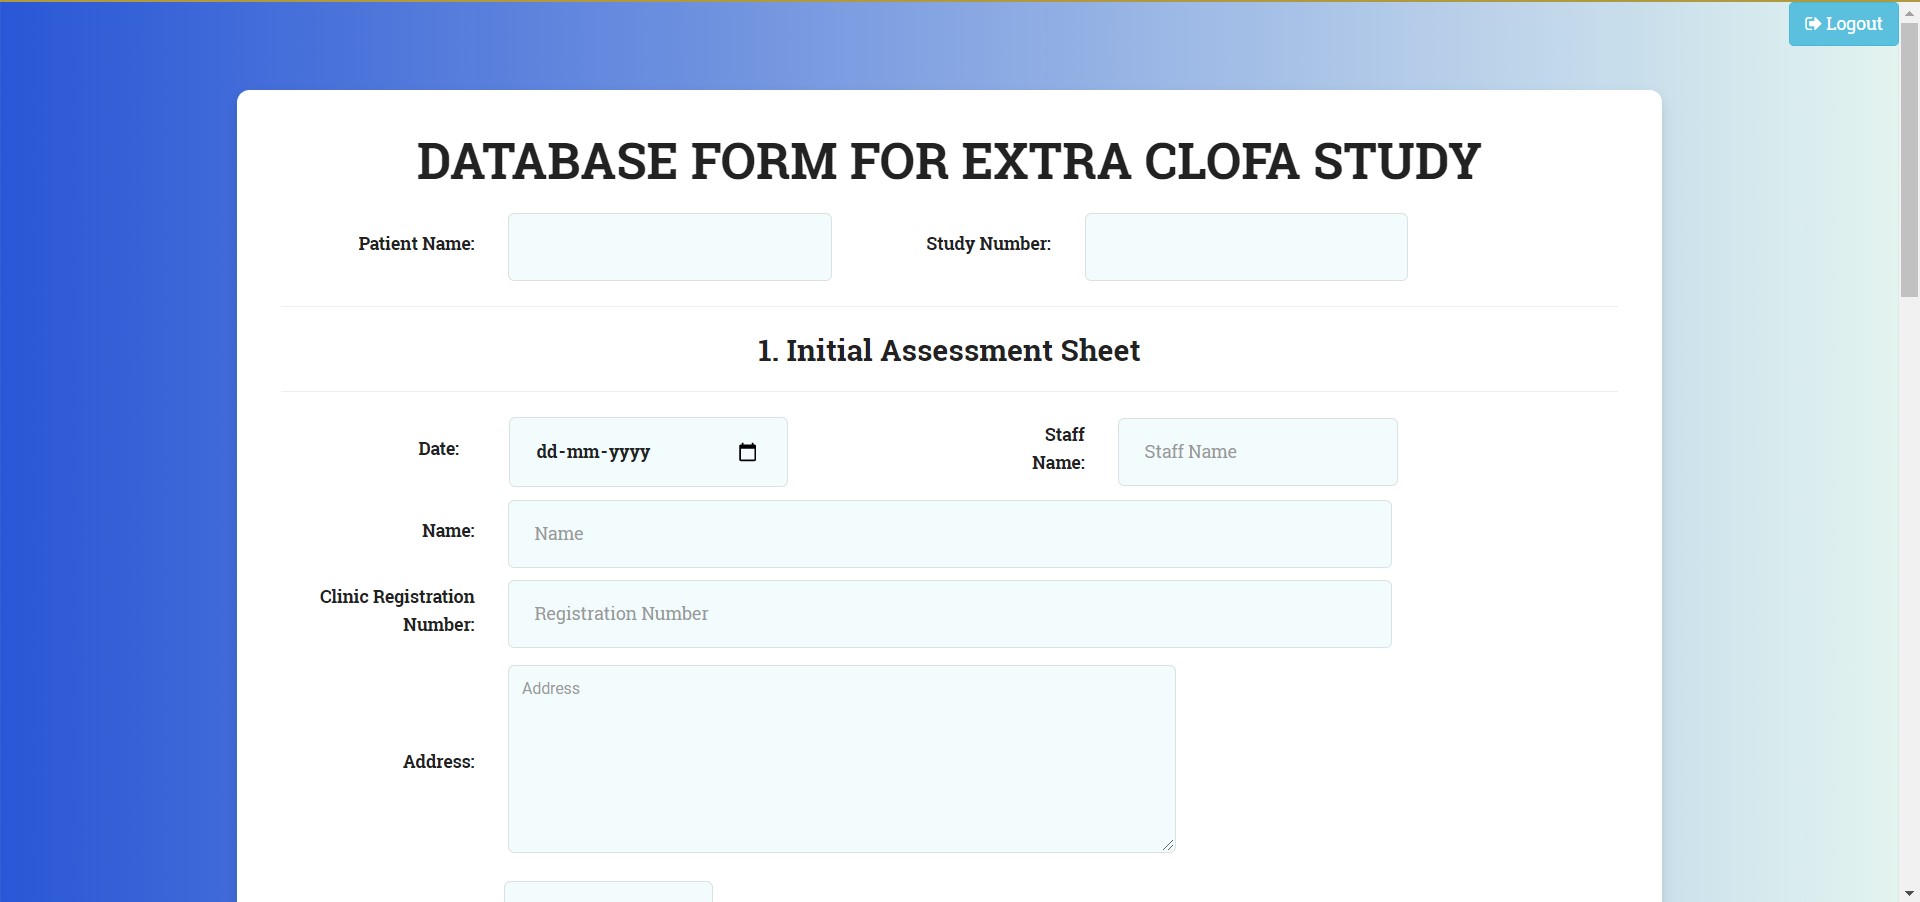 Logout
DATABASE FORM FOR EXTRA CLOFA STUDY
Patient Name:
Study Number:
1. Initial Assessment Sheet
Date:
dd-mm-yyyy
Staff
Name:
Staff Name
Name:
Name
Clinic Registration
Number:
Registration Number
Address:
Address